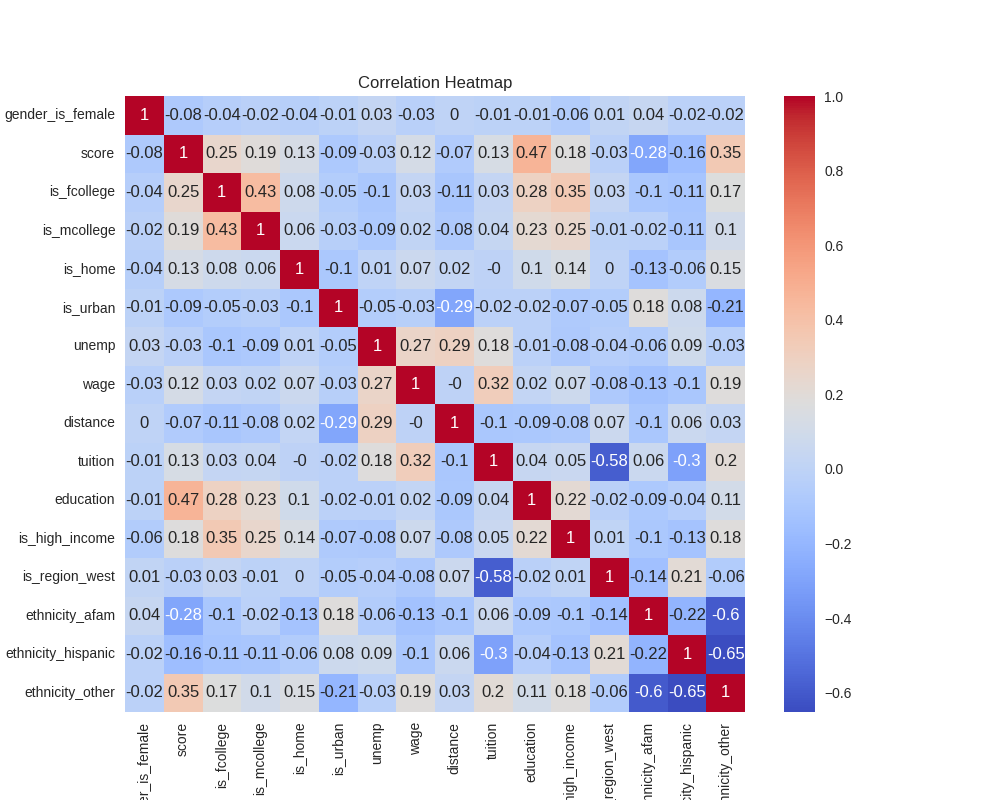 Correlation Heatmap
gender_is_female 1 -0.08 -0.04 -0.02 -0.04 -0.01 0.03 -0.03 0 -0.01 -0.01 -0.06 0.01 0.04 -0.02 -0.02
score -0.08 1 0.25 0.19 0.13 -0.09 -0.03 0.12 -0.07 0.13 0.47 0.18 -0.03 -0.28 -0.16 0.35
is_fcollege -0.04 0.25 1 0.43 0.08 -0.05 -0.1 0.03 -0.11 0.03 0.28 0.35 0.03 -0.1 -0.11 0.17
is_mcollege -0.02 0.19 0.43 1 0.06 -0.03 -0.09 0.02 -0.08 0.04 0.23 0.25 -0.01 -0.02 -0.11 0.1
is_home -0.04 0.13 0.08 0.06 1 -0.1 0.01 0.07 0.02 -0 0.1 0.14 0 -0.13 -0.06 0.15
is_urban -0.01 -0.09 -0.05 -0.03 -0.1 1 -0.05 -0.03 -0.29 -0.02 -0.02 -0.07 -0.05 0.18 0.08 -0.21
unemp 0.03 -0.03 -0.1 -0.09 0.01 -0.05 1 0.27 0.29 0.18 -0.01 -0.08 -0.04 -0.06 0.09 -0.03
wage -0.03 0.12 0.03 0.02 0.07 -0.03 0.27 1 -0 0.32 0.02 0.07 -0.08 -0.13 -0.1 0.19
distance 0 -0.07 -0.11 -0.08 0.02 -0.29 0.29 -0 1 -0.1 -0.09 -0.08 0.07 -0.1 0.06 0.03
tuition -0.01 0.13 0.03 0.04 -0 -0.02 0.18 0.32 -0.1 1 0.04 0.05 -0.58 0.06 -0.3 0.2
education -0.01 0.47 0.28 0.23 0.1 -0.02 -0.01 0.02 -0.09 0.04 1 0.22 -0.02 -0.09 -0.04 0.11
is_high_income -0.06 0.18 0.35 0.25 0.14 -0.07 -0.08 0.07 -0.08 0.05 0.22 1 0.01 -0.1 -0.13 0.18
is_region_west 0.01 -0.03 0.03 -0.01 0 -0.05 -0.04 -0.08 0.07 -0.58 -0.02 0.01 1 -0.14 0.21 -0.06
ethnicity_afam 0.04 -0.28 -0.1 -0.02 -0.13 0.18 -0.06 -0.13 -0.1 0.06 -0.09 -0.1 -0.14 1 -0.22 -0.6
ethnicity_hispanic -0.02 -0.16 -0.11 -0.11 -0.06 0.08 0.09 -0.1 0.06 -0.3 -0.04 -0.13 0.21 -0.22 1 -0.65
ethnicity_other -0.02 0.35 0.17 0.1 0.15 -0.21 -0.03 0.19 0.03 0.2 0.11 0.18 -0.06 -0.6 -0.65 1
er_is_female
score
is_fcollege
is_mcollege
is_home
is_urban
unemp
wage
distance
tuition
education
high_income
region_west
hnicity_afam
city_hispanic
hnicity_other
1.0
0.8
0.6
0.4
0.2
0.0
−0.2
−0.4
−0.6